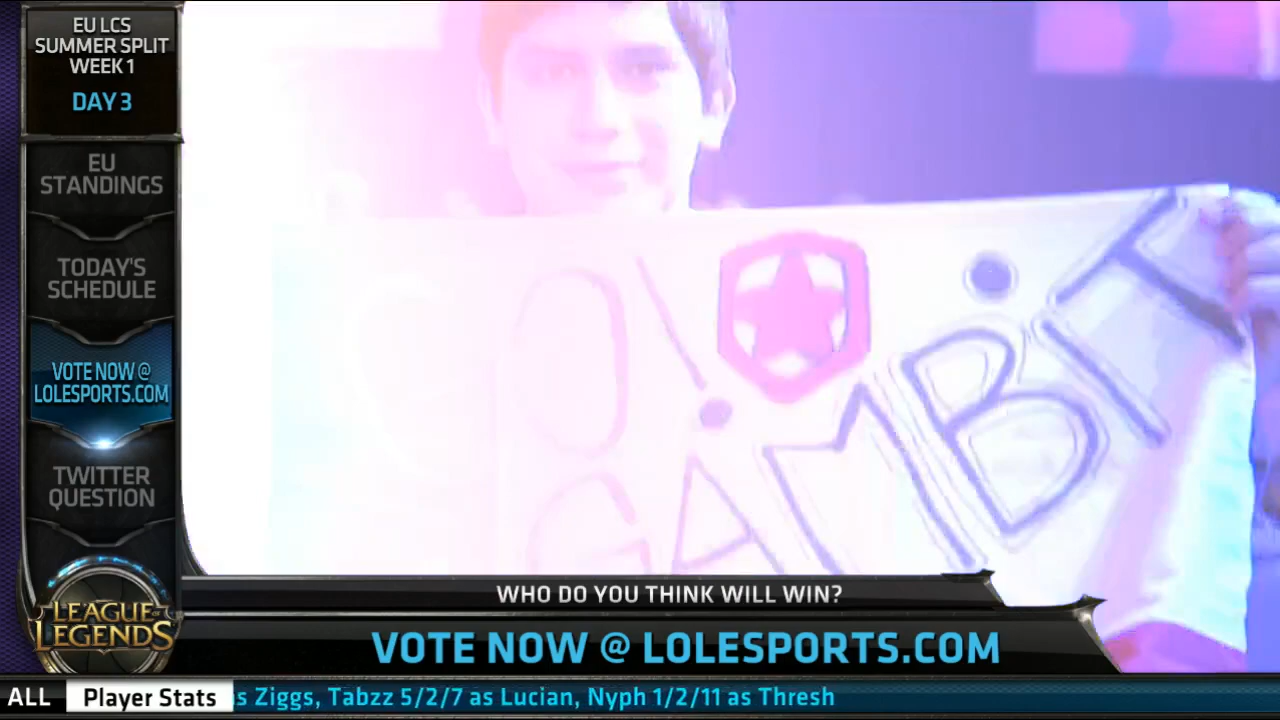 EU LCS
SUMMER SPLIT
WEEK 1
DAY 3
EU
STANDINGS
TODAY'S
SCHEDULE
VOTE NOW @
LOLESPORTS.COM
TWITTER
QUESTION
LEAGUE OF
LEGENDS
GO!
GAMBIT
WHO DO YOU THINK WILL WIN?
VOTE NOW @ LOLESPORTS.COM
ALL Player Stats s Ziggs, Tabzz 5/2/7 as Lucian, Nyph 1/2/11 as Thresh